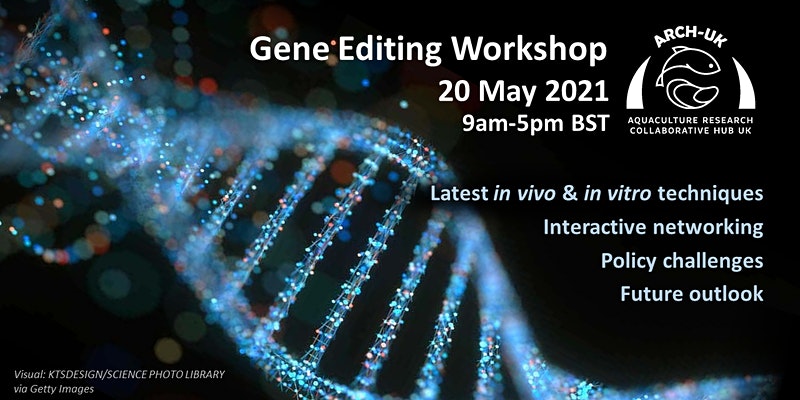 Gene Editing Workshop
20 May 2021
9am-5pm BST
ARCH-UK
AQUACULTURE RESEARCH
COLLABORATIVE HUB UK
Latest in vivo & in vitro techniques
Interactive networking
Policy challenges
Future outlook
Visual: KTSDESIGN/SCIENCE PHOTO LIBRARY
via Getty Images